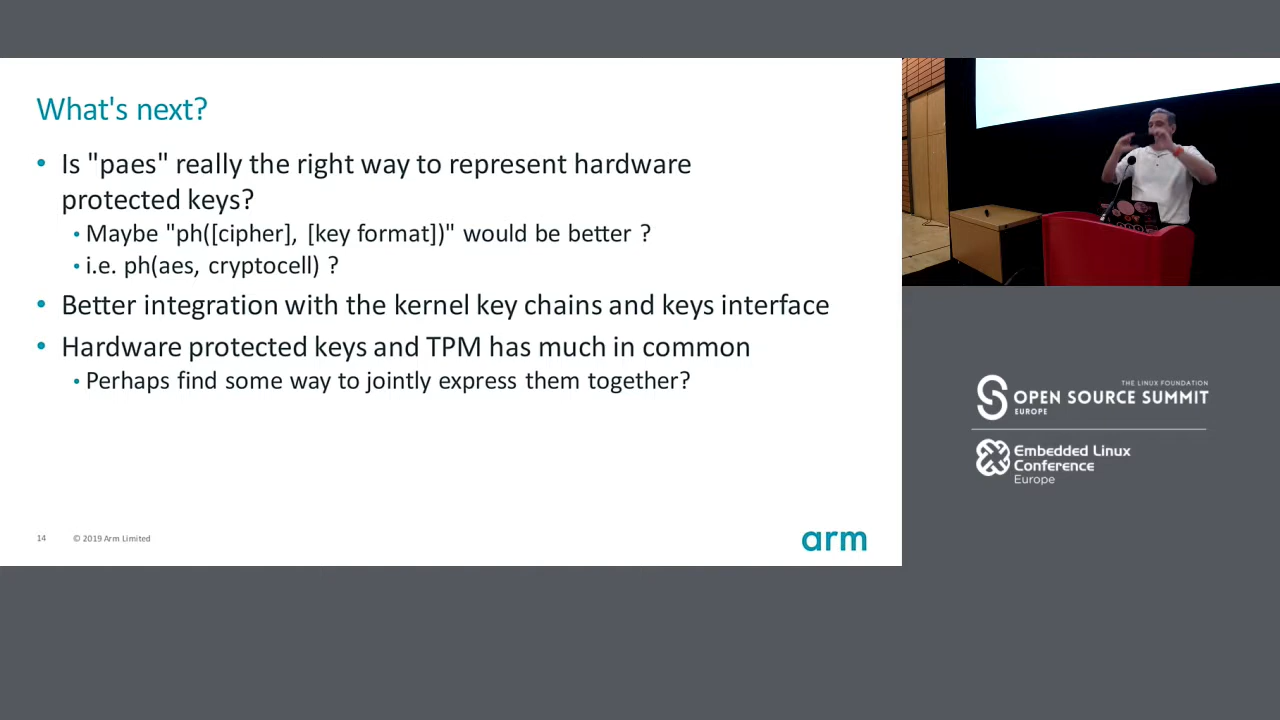 What's next?
• Is "paes" really the right way to represent hardware
protected keys?
• Maybe "ph([cipher], [key format])" would be better ?
• i.e. ph(aes, cryptocell) ?
• Better integration with the kernel key chains and keys interface
• Hardware protected keys and TPM has much in common
• Perhaps find some way to jointly express them together?
14 © 2019 Arm Limited
arm
THE LINUX FOUNDATION
OPEN SOURCE SUMMIT
EUROPE
Embedded Linux
Conference
Europe